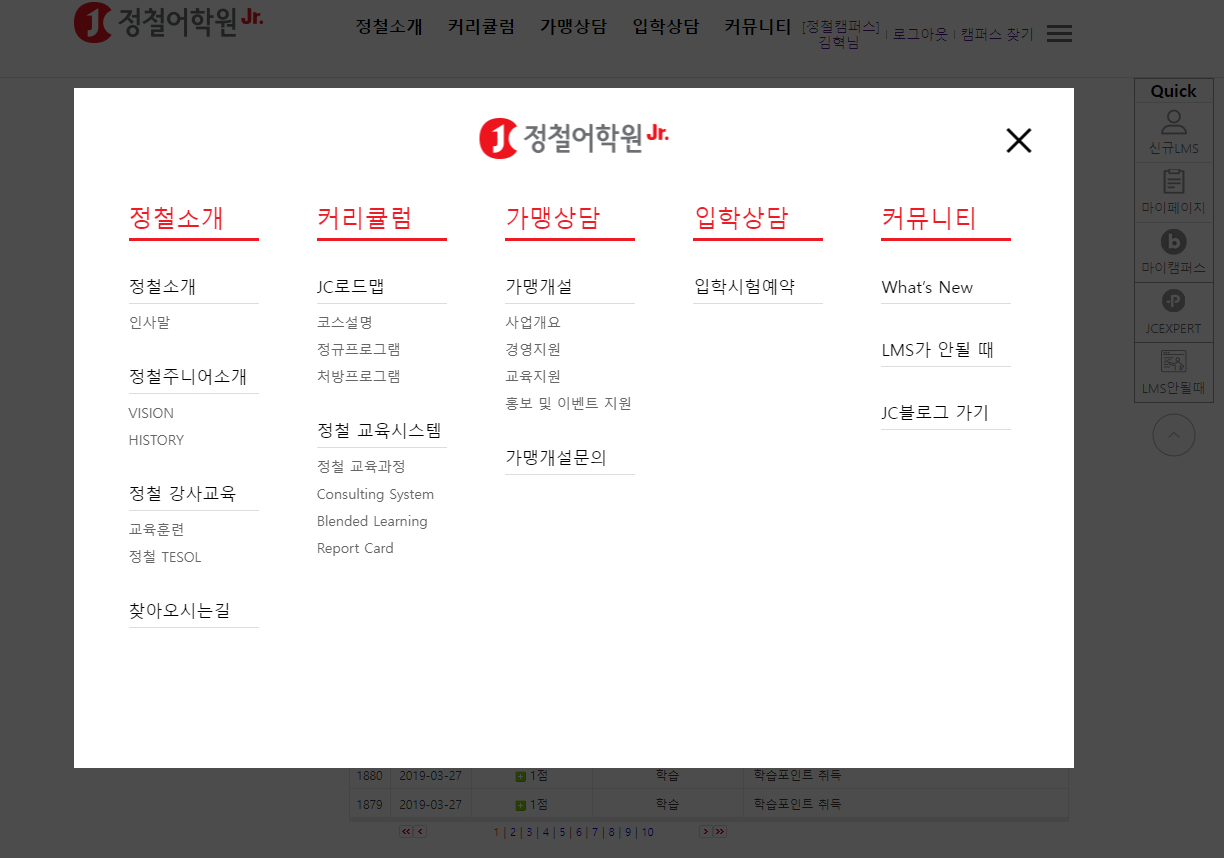 정철어학원 Jr.
정철소개 커리큘럼 가맹상담 입학상담 커뮤니티 [정철캠퍼스] 김혁님 | 로그아웃 | 캠퍼스 찾기
Quick
신규LMS
마이페이지
마이캠퍼스
JCEXPERT
LMS안될때
정철어학원 Jr.
정철소개
정철소개
인사말
정철주니어소개
VISION
HISTORY
정철 강사교육
교육훈련
정철 TESOL
찾아오시는길
커리큘럼
JC로드맵
코스설명
정규프로그램
처방프로그램
정철 교육시스템
정철 교육과정
Consulting System
Blended Learning
Report Card
가맹상담
가맹개설
사업개요
경영지원
교육지원
홍보 및 이벤트 지원
가맹개설문의
입학상담
입학시험예약
커뮤니티
What's New
LMS가 안될 때
JC블로그 가기
1880 2019-03-27 1점 학습 학습포인트 취득
1879 2019-03-27 1점 학습 학습포인트 취득
1 | 2 | 3 | 4 | 5 | 6 | 7 | 8 | 9 | 10